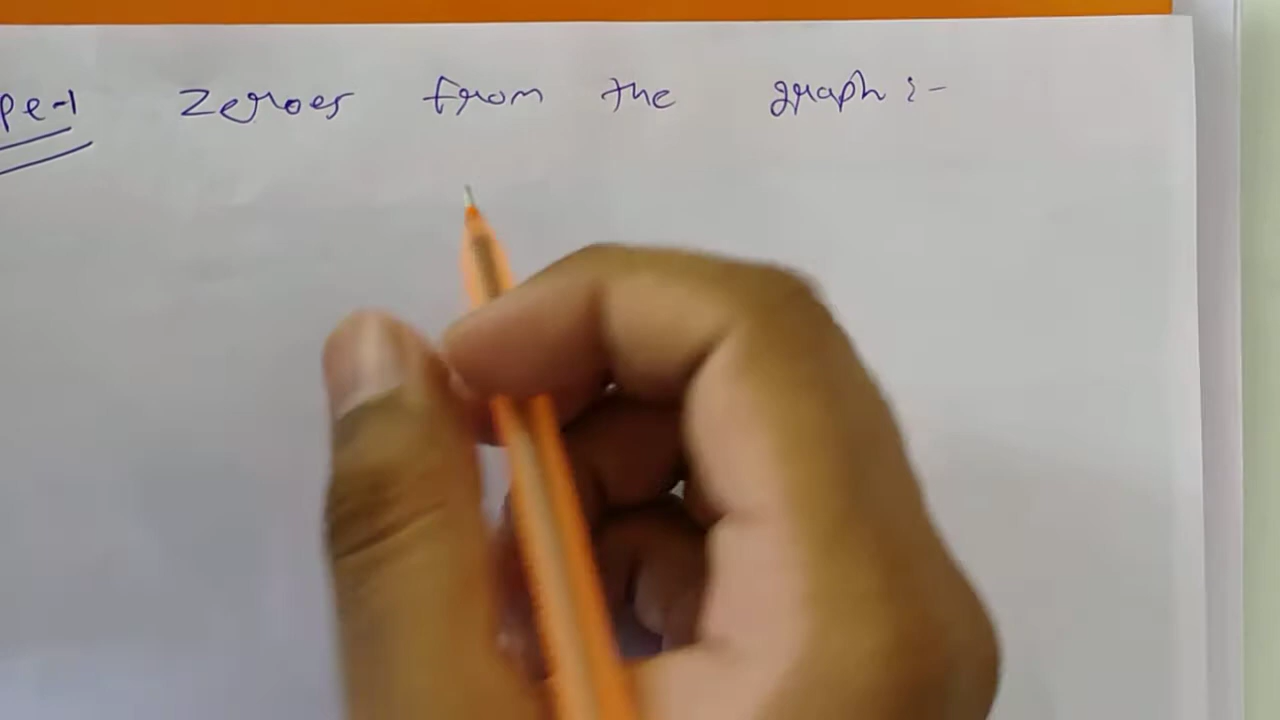 pe-1 zeroes from the graph :-